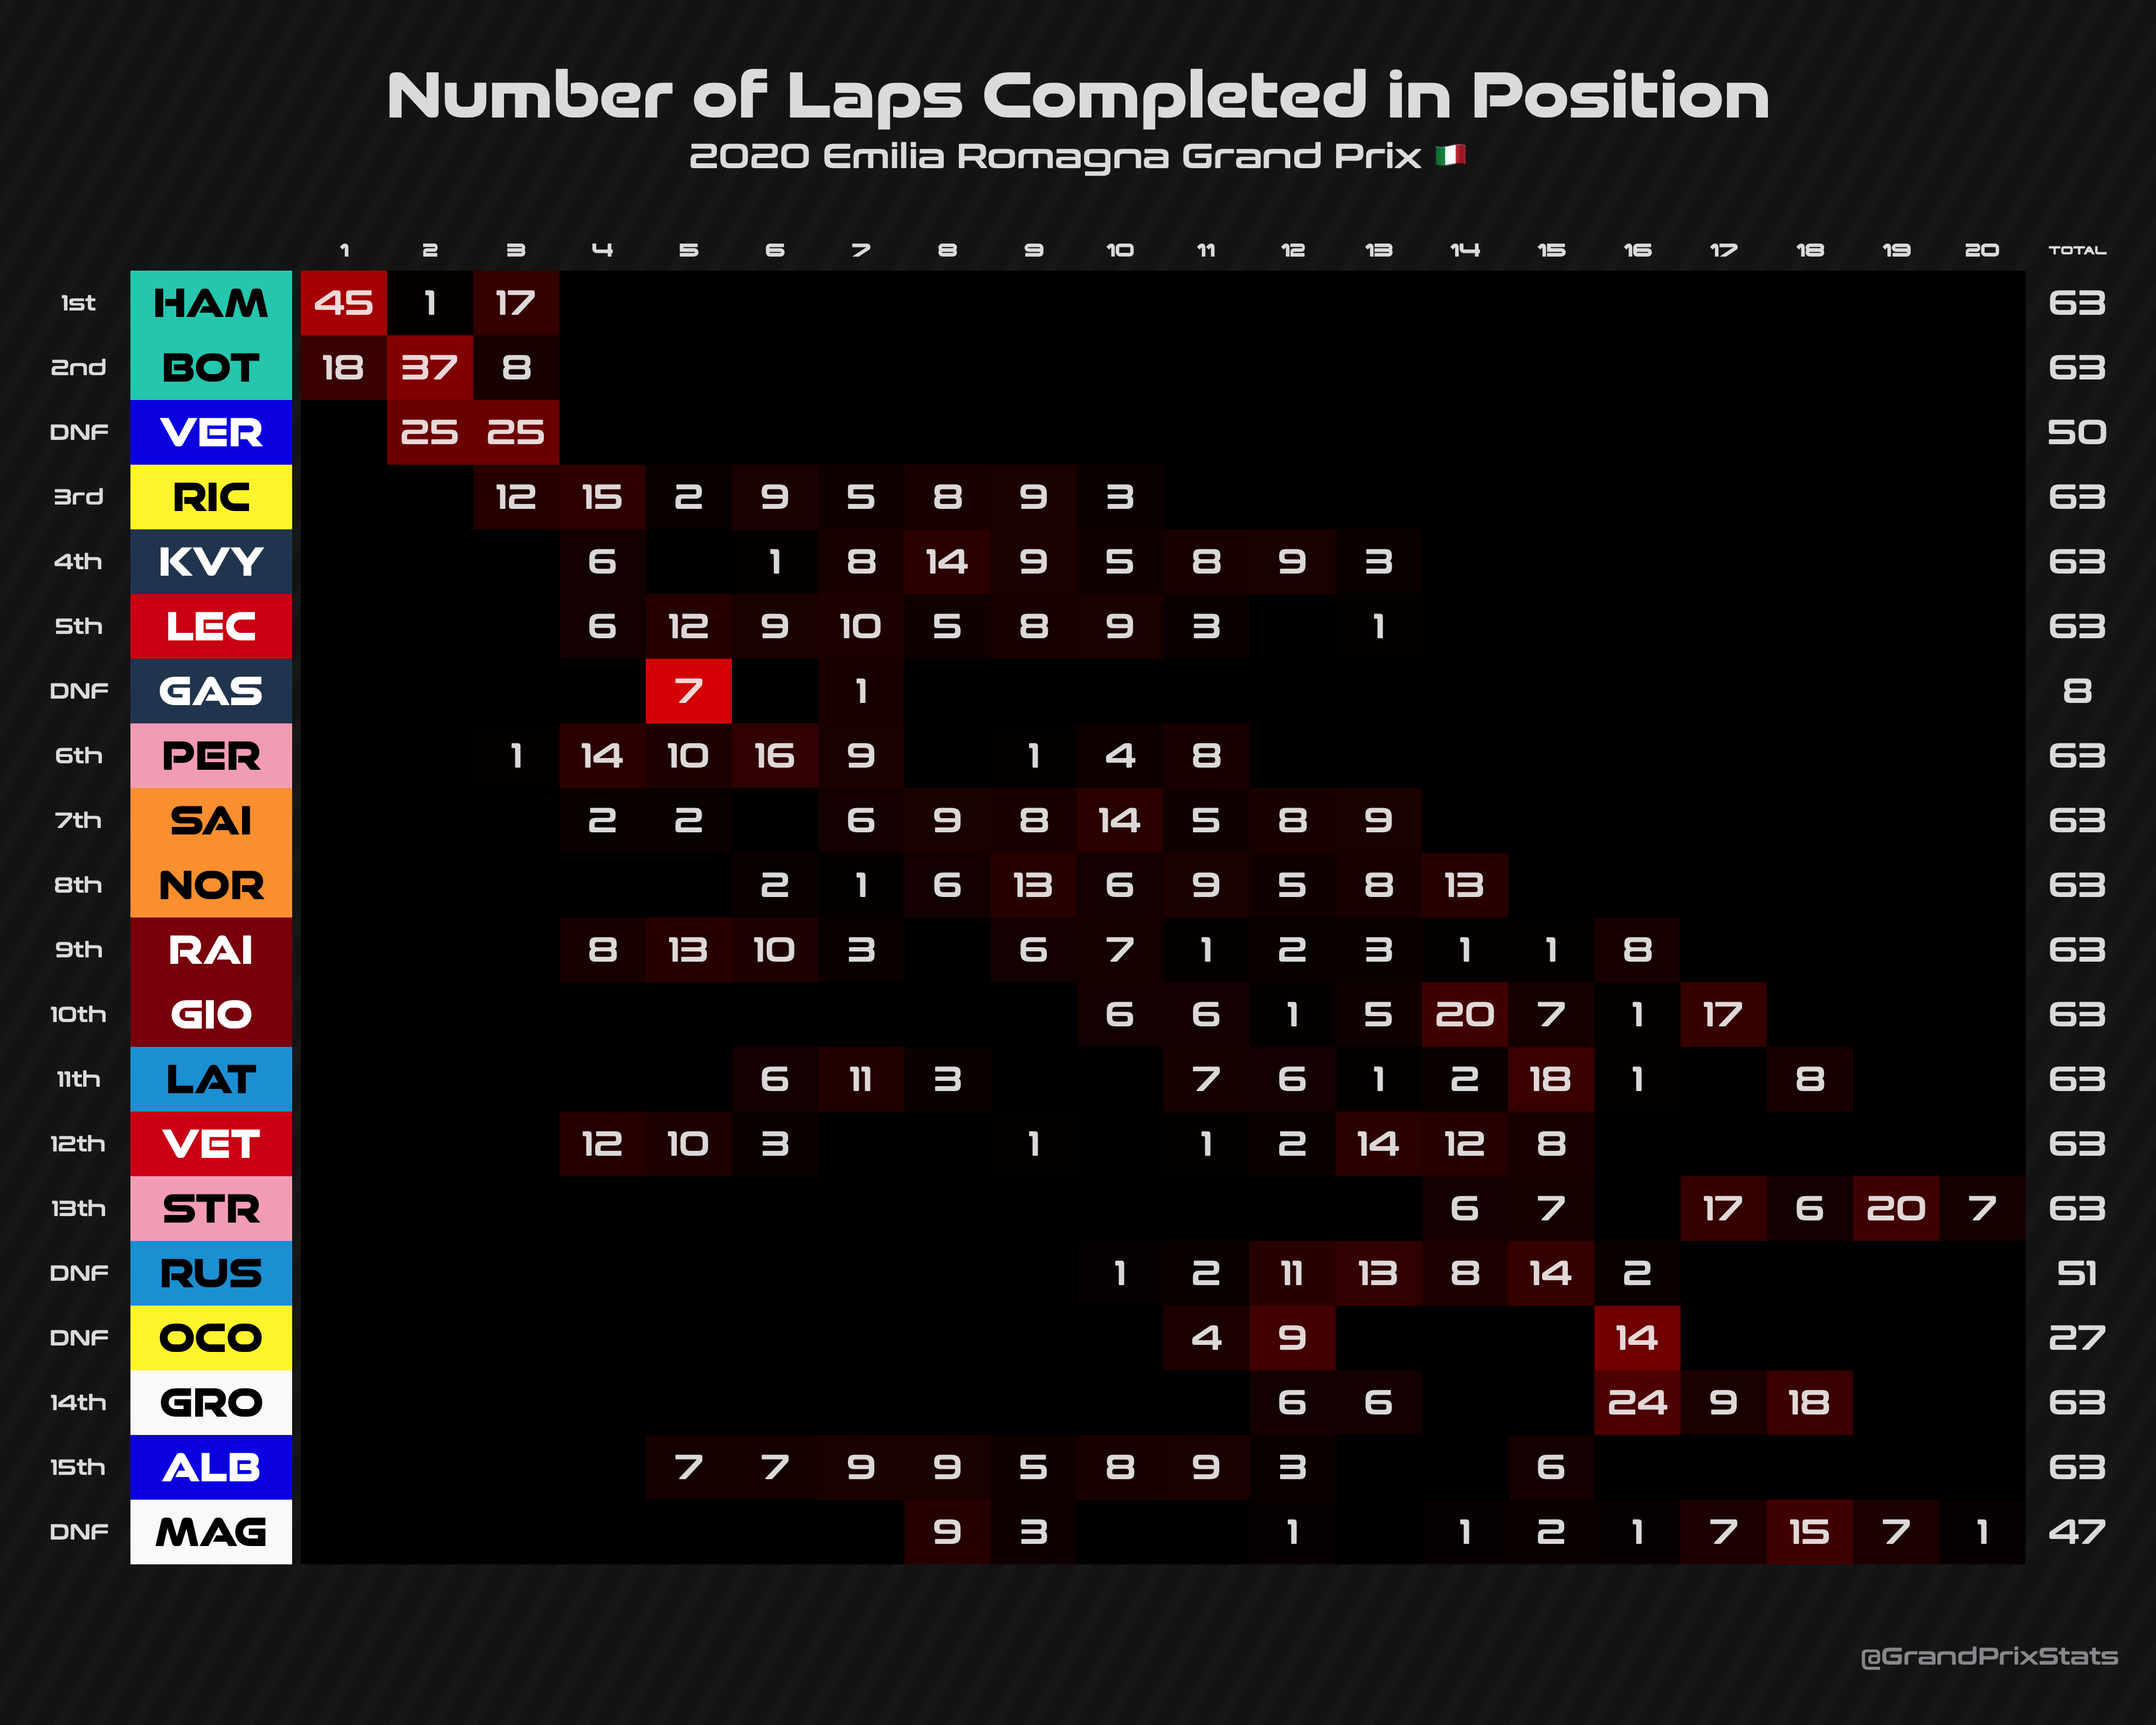 Number of Laps Completed in Position
2020 Emilia Romagna Grand Prix
1 2 3 4 5 6 7 8 9 10 11 12 13 14 15 16 17 18 19 20 TOTAL
1st HAM 45 1 17 63
2nd BOT 18 37 8 63
DNF VER 25 25 50
3rd RIC 12 15 2 9 5 8 9 3 63
4th KVY 6 1 8 14 9 5 8 9 3 63
5th LEC 6 12 9 10 5 8 9 3 1 63
DNF GAS 7 1 8
6th PER 1 14 10 16 9 1 4 8 63
7th SAI 2 2 6 9 8 14 5 8 9 63
8th NOR 2 1 6 13 6 9 5 8 13 63
9th RAI 8 13 10 3 6 7 1 2 3 1 1 8 63
10th GIO 6 6 1 5 20 7 1 17 63
11th LAT 6 11 3 7 6 1 2 18 1 8 63
12th VET 12 10 3 1 1 2 14 12 8 63
13th STR 6 7 17 6 20 7 63
DNF RUS 1 2 11 13 8 14 2 51
DNF OCO 4 9 14 27
14th GRO 6 6 24 9 18 63
15th ALB 7 7 9 9 5 8 9 3 6 63
DNF MAG 9 3 1 1 2 1 7 15 7 1 47
@GrandPrixStats